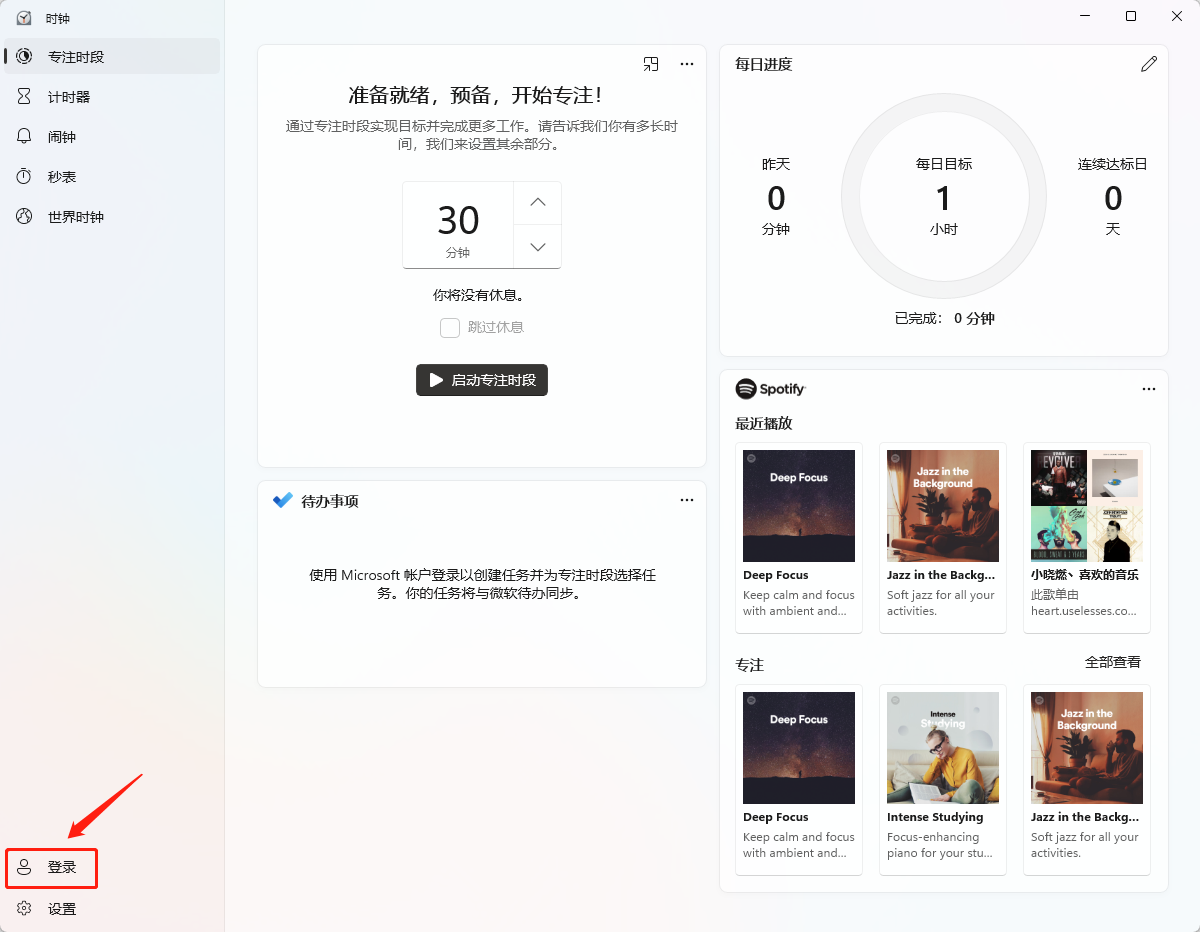 时钟
专注时段
计时器
闹钟
秒表
世界时钟
登录
设置
准备就绪，预备，开始专注！
通过专注时段实现目标并完成更多工作。请告诉我们你有多长时
间，我们来设置其余部分。
30
分钟
你将没有休息。
跳过休息
启动专注时段
待办事项
使用 Microsoft 帐户登录以创建任务并为专注时段选择任
务。你的任务将与微软待办同步。
每日进度
昨天
0
分钟
每日目标
1
小时
连续达标日
0
天
已完成： 0 分钟
Spotify
最近播放
Deep Focus
Jazz in the
Background
EVOLVE
Deep Focus
Keep calm and focus
with ambient and...
Jazz in the Backg...
Soft jazz for all your
activities.
小晓燃丶喜欢的音乐
此歌单由
heart.uselesses.co...
专注
全部查看
Deep Focus
Intense
Studying
Jazz in the
Background
Deep Focus
Keep calm and focus
with ambient and...
Intense Studying
Focus-enhancing
piano for your stu...
Jazz in the Backg...
Soft jazz for all your
activities.